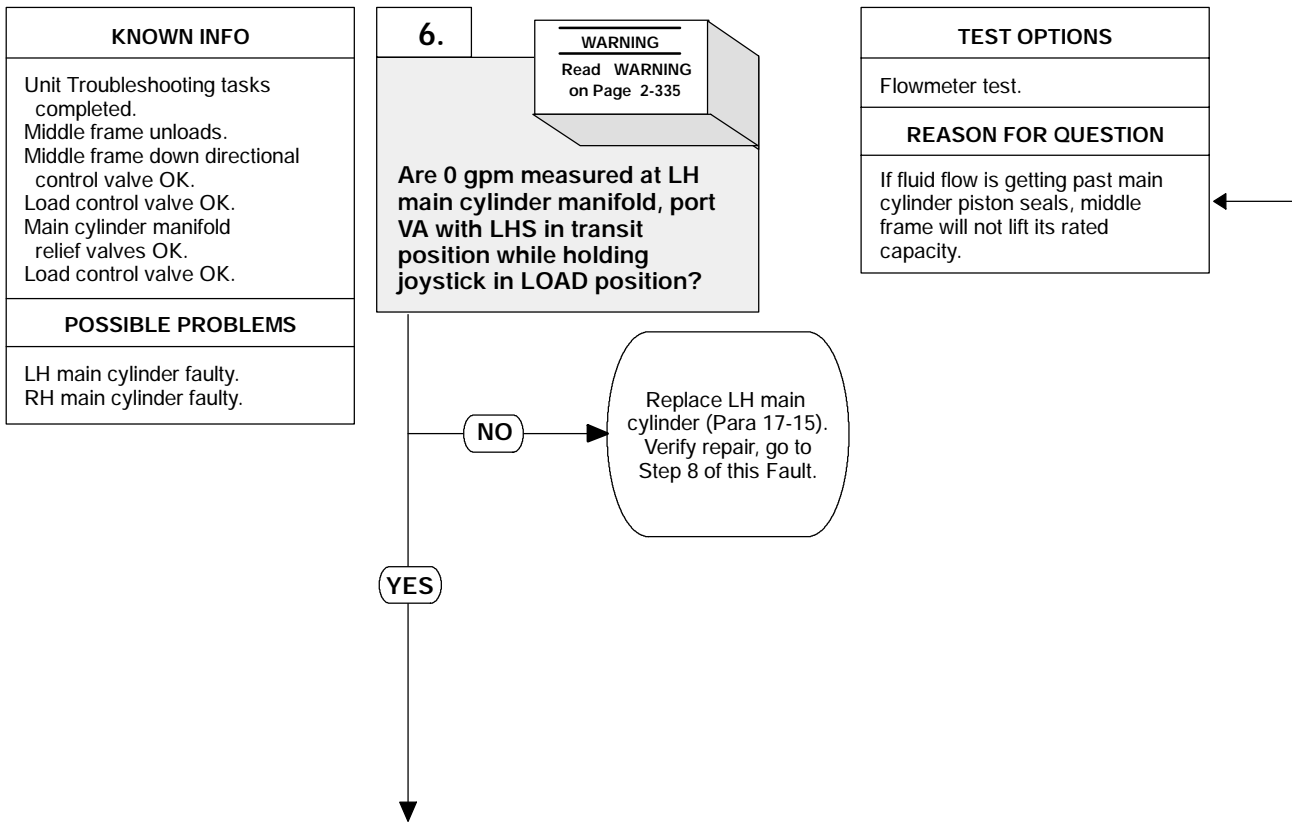 KNOWN INFO
Unit Troubleshooting tasks
completed.
Middle frame unloads.
Middle frame down directional
control valve OK.
Load control valve OK.
Main cylinder manifold
relief valves OK.
Load control valve OK.
POSSIBLE PROBLEMS
LH main cylinder faulty.
RH main cylinder faulty.
6.
WARNING
Read WARNING
on Page 2-335
Are 0 gpm measured at LH
main cylinder manifold, port
VA with LHS in transit
position while holding
joystick in LOAD position?
TEST OPTIONS
Flowmeter test.
REASON FOR QUESTION
If fluid flow is getting past main
cylinder piston seals, middle
frame will not lift its rated
capacity.
NO
Replace LH main
cylinder (Para 17-15).
Verify repair, go to
Step 8 of this Fault.
YES